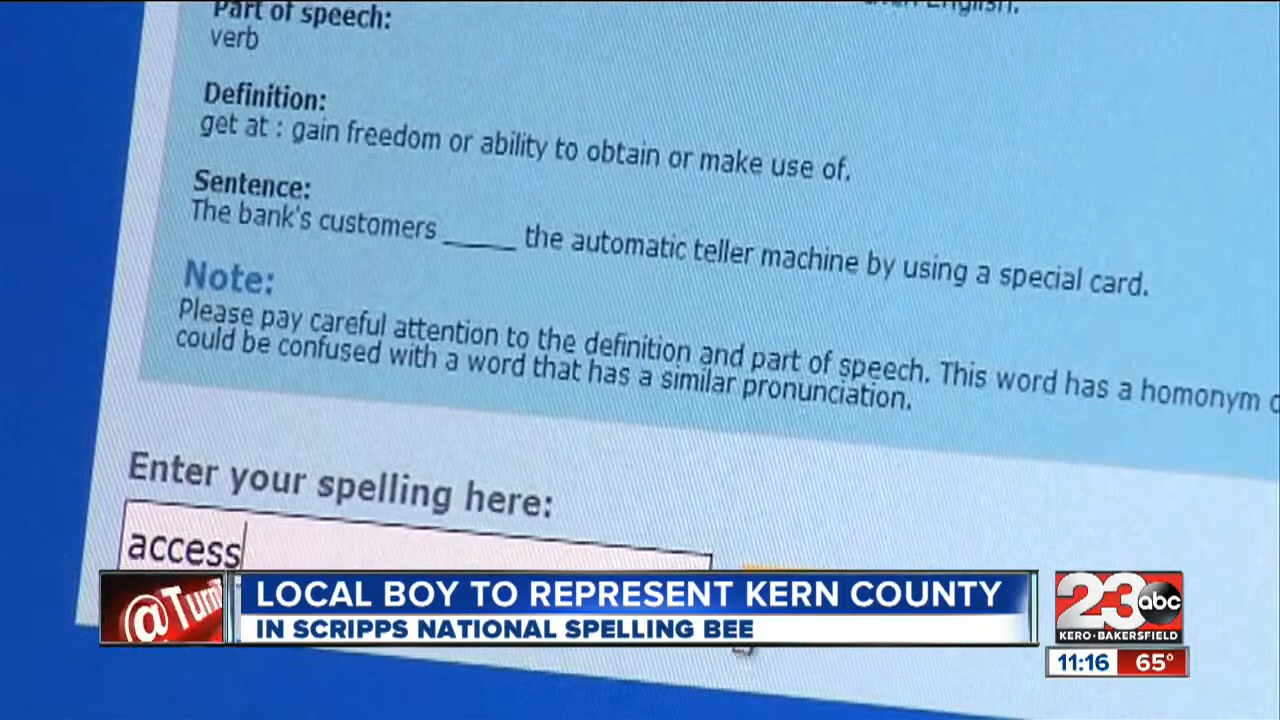 English.
Part of speech:
verb
Definition:
get at : gain freedom or ability to obtain or make use of.
Sentence:
The bank's customers _____ the automatic teller machine by using a special card.
Note:
Please pay careful attention to the definition and part of speech. This word has a homonym
could be confused with a word that has a similar pronunciation.
Enter your spelling here:
access
@Turn
LOCAL BOY TO REPRESENT KERN COUNTY
IN SCRIPPS NATIONAL SPELLING BEE
23 abc
KERO-BAKERSFIELD
11:16 65°